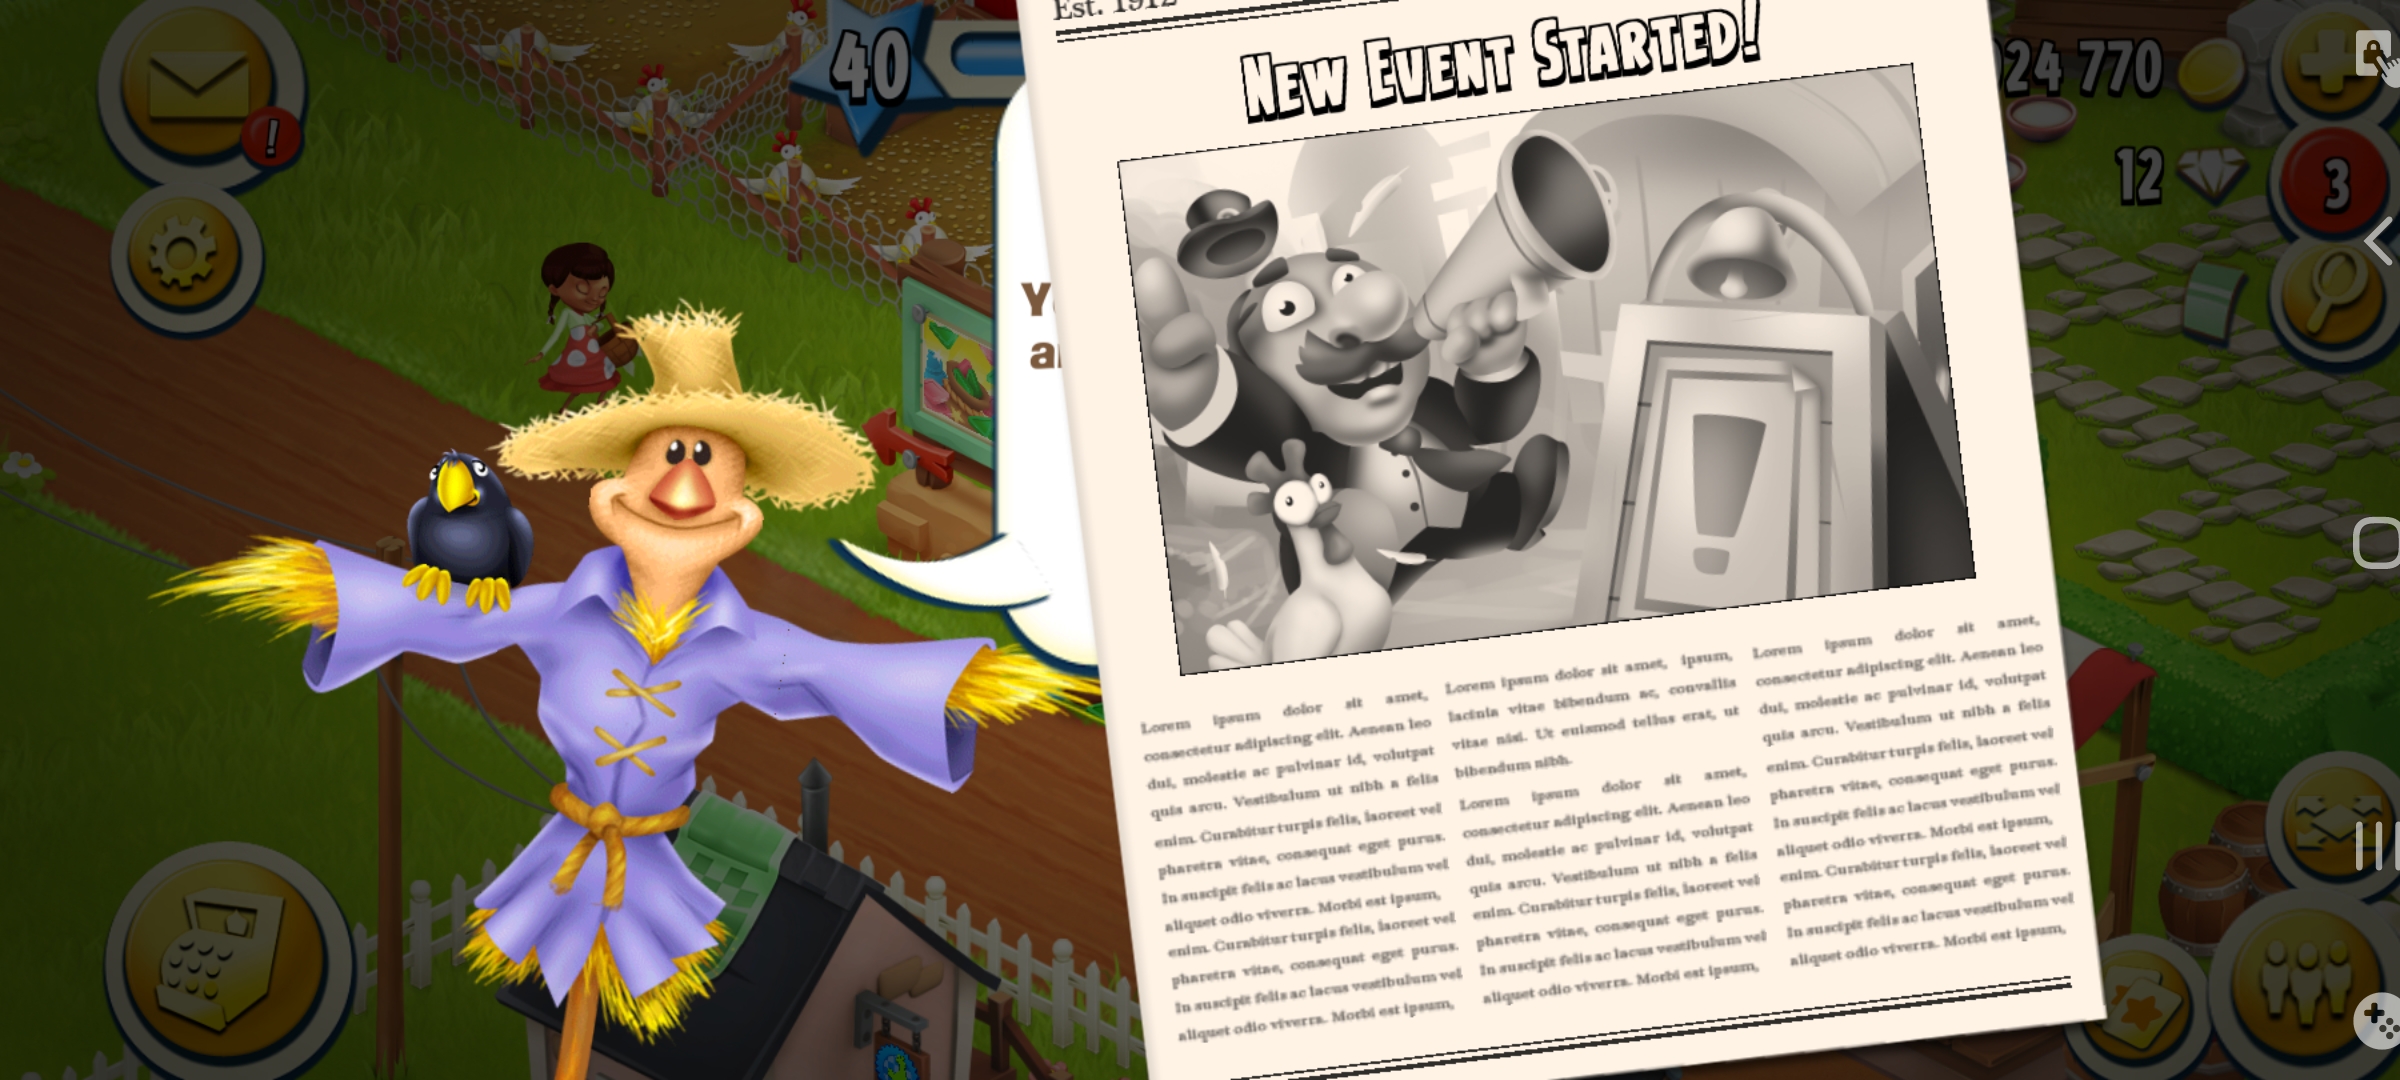 Est. 1912
New Event Started!
40
24 770
12
3
!
Lorem ipsum dolor sit amet,
consectetur adipiscing elit. Aenean leo
dui, molestie ac pulvinar id, volutpat
quis arcu. Vestibulum ut nibh a felis
enim. Curabitur turpis felis, laoreet vel
pharetra vitae, consequat eget purus.
In suscipit felis ac lacus vestibulum vel
aliquet odio viverra. Morbi est ipsum,
enim. Curabitur turpis felis, laoreet vel
pharetra vitae, consequat eget purus.
In suscipit felis ac lacus vestibulum vel
aliquet odio viverra. Morbi est ipsum,
Lorem ipsum dolor sit amet, ipsum,
lacinia vitae bibendum ac, convallis
vitae nisi. Ut euismod tellus erat, ut
bibendum nibh.
Lorem ipsum dolor sit amet,
consectetur adipiscing elit. Aenean leo
dui, molestie ac pulvinar id, volutpat
quis arcu. Vestibulum ut nibh a felis
enim. Curabitur turpis felis, laoreet vel
pharetra vitae, consequat eget purus.
In suscipit felis ac lacus vestibulum vel
aliquet odio viverra. Morbi est ipsum,
Lorem ipsum dolor sit amet,
consectetur adipiscing elit. Aenean leo
dui, molestie ac pulvinar id, volutpat
quis arcu. Vestibulum ut nibh a felis
enim. Curabitur turpis felis, laoreet vel
pharetra vitae, consequat eget purus.
In suscipit felis ac lacus vestibulum vel
aliquet odio viverra. Morbi est ipsum,
enim. Curabitur turpis felis, laoreet vel
pharetra vitae, consequat eget purus.
In suscipit felis ac lacus vestibulum vel
aliquet odio viverra. Morbi est ipsum,